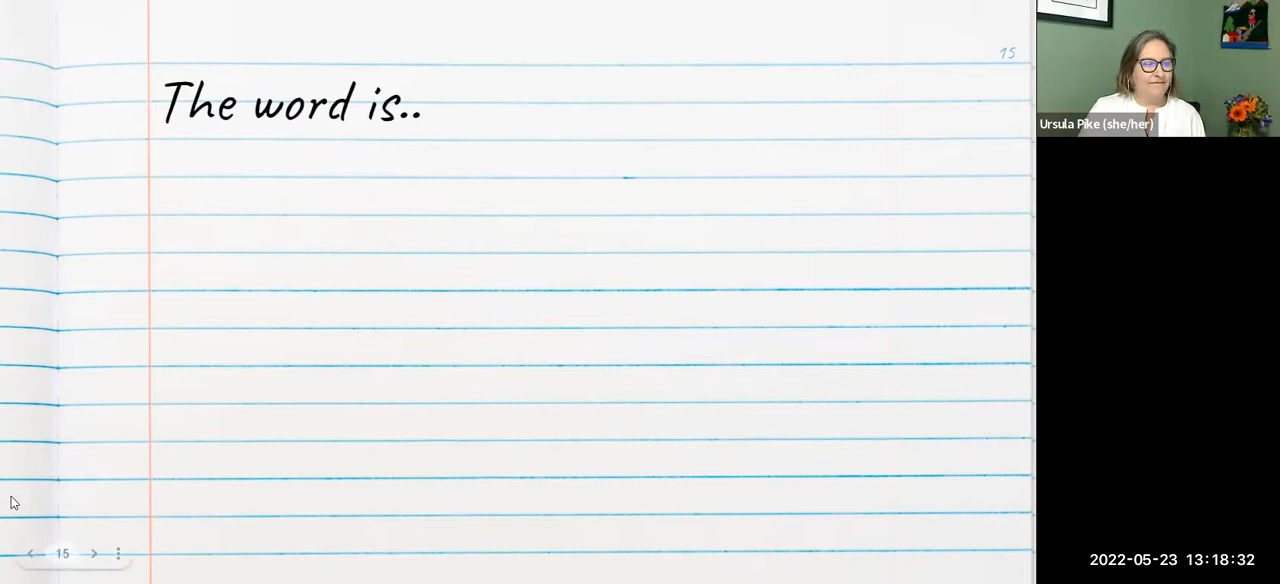 15
The word is..
Ursula Pike (she/her)
15
2022-05-23 13:18:32